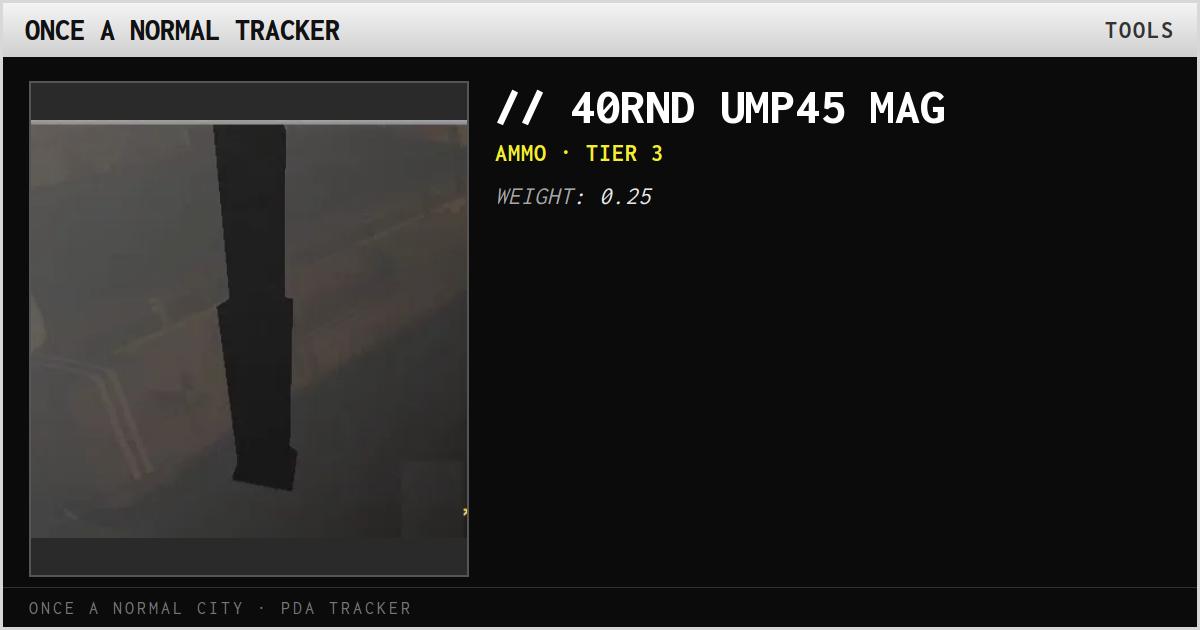 ONCE A NORMAL TRACKER
TOOLS
// 40RND UMP45 MAG
AMMO · TIER 3
WEIGHT: 0.25
ONCE A NORMAL CITY · PDA TRACKER